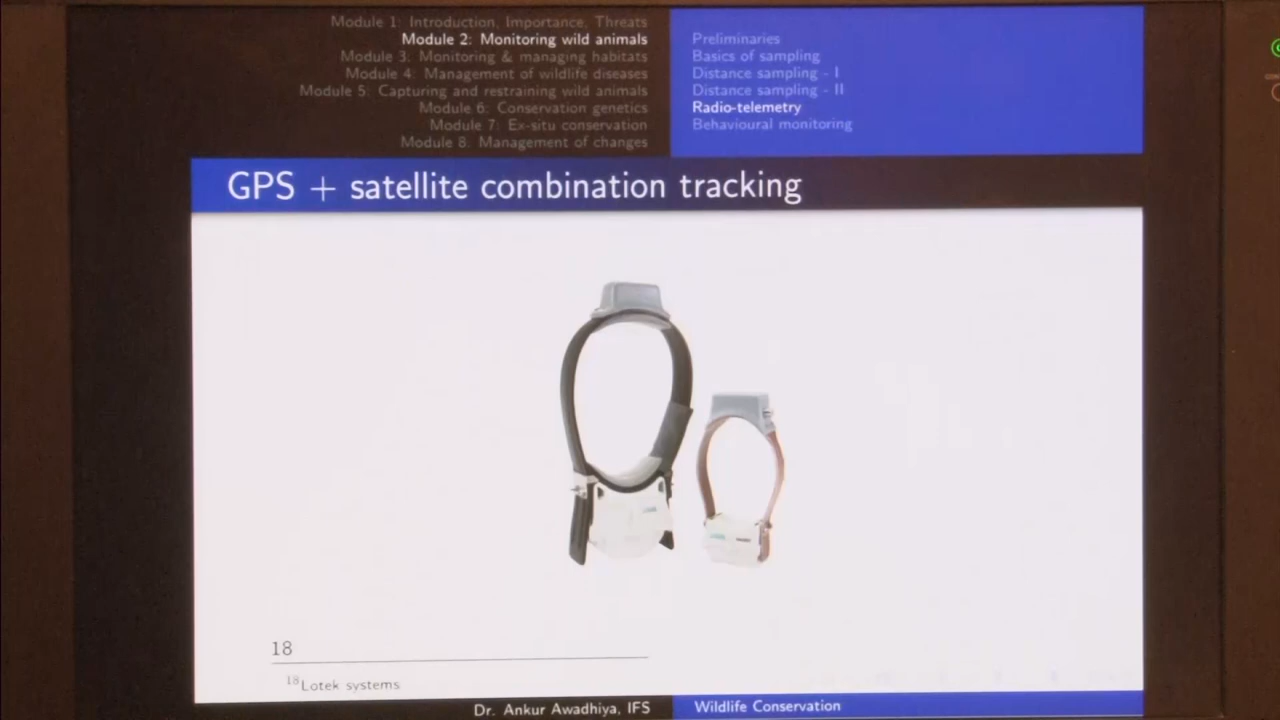 Module 1: Introduction, Importance, Threats
Module 2: Monitoring wild animals
Module 3: Monitoring & managing habitats
Module 4: Management of wildlife diseases
Module 5: Capturing and restraining wild animals
Module 6: Conservation genetics
Module 7: Ex-situ conservation
Module 8: Management of changes
Preliminaries
Basics of sampling
Distance sampling - I
Distance sampling - II
Radio-telemetry
Behavioural monitoring
GPS + satellite combination tracking
18
18Lotek systems
Dr. Ankur Awadhiya, IFS
Wildlife Conservation